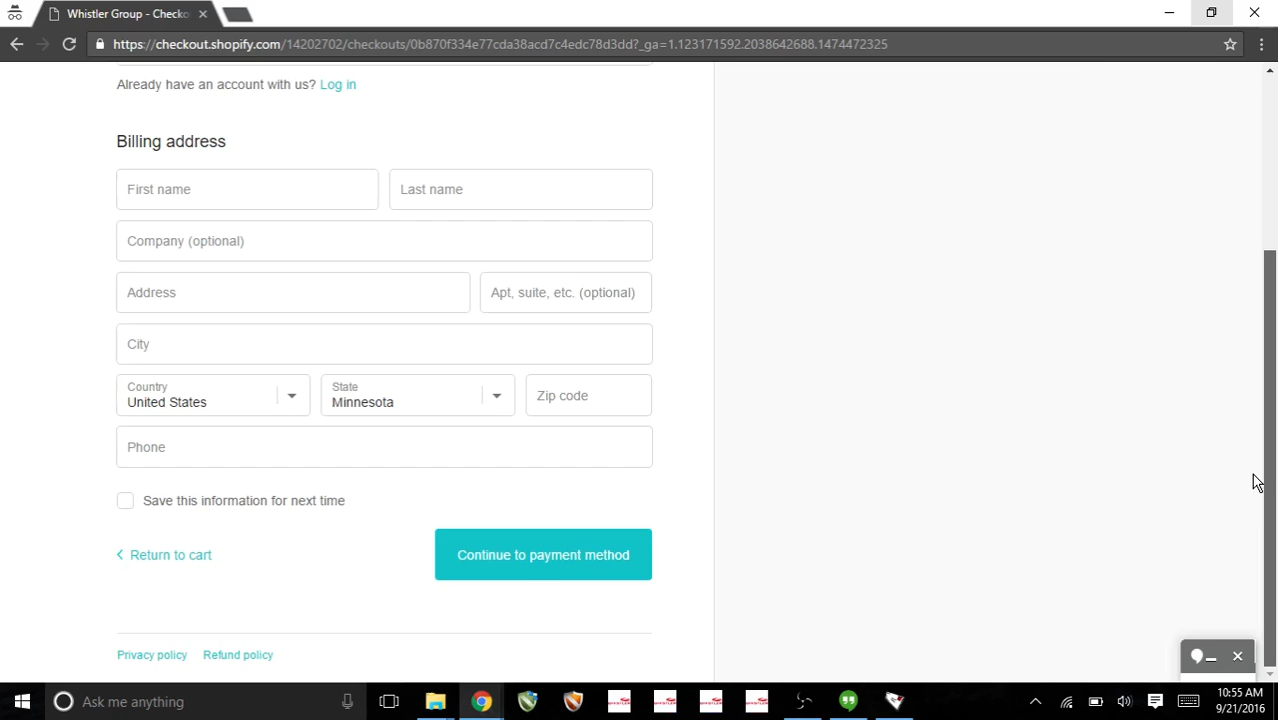 Whistler Group - Checko
https://checkout.shopify.com/14202702/checkouts/0b870f334e77cda38acd7c4edc78d3dd?_ga=1.123171592.2038642688.1474472325
Already have an account with us? Log in
Billing address
First name Last name
Company (optional)
Address Apt, suite, etc. (optional)
City
Country State
United States Minnesota Zip code
Phone
Save this information for next time
Return to cart Continue to payment method
Privacy policy Refund policy
Ask me anything
10:55 AM
9/21/2016